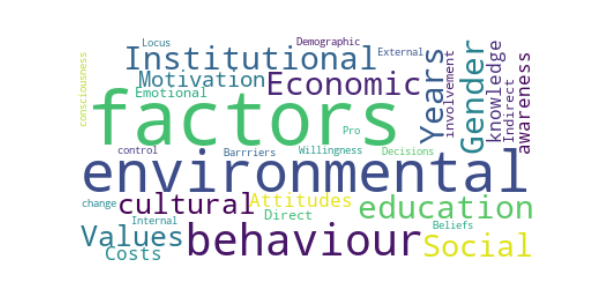 Locus Demographic External
Institutional
Motivation Economic
Emotional
factors
consciousness
Years
involvement
Gender
knowledge
Indirect
awareness
Pro
control Barrriers Willingness Decisions
environmental
change cultural Attitudes education
Internal Direct Beliefs
Values behaviour Social
Costs